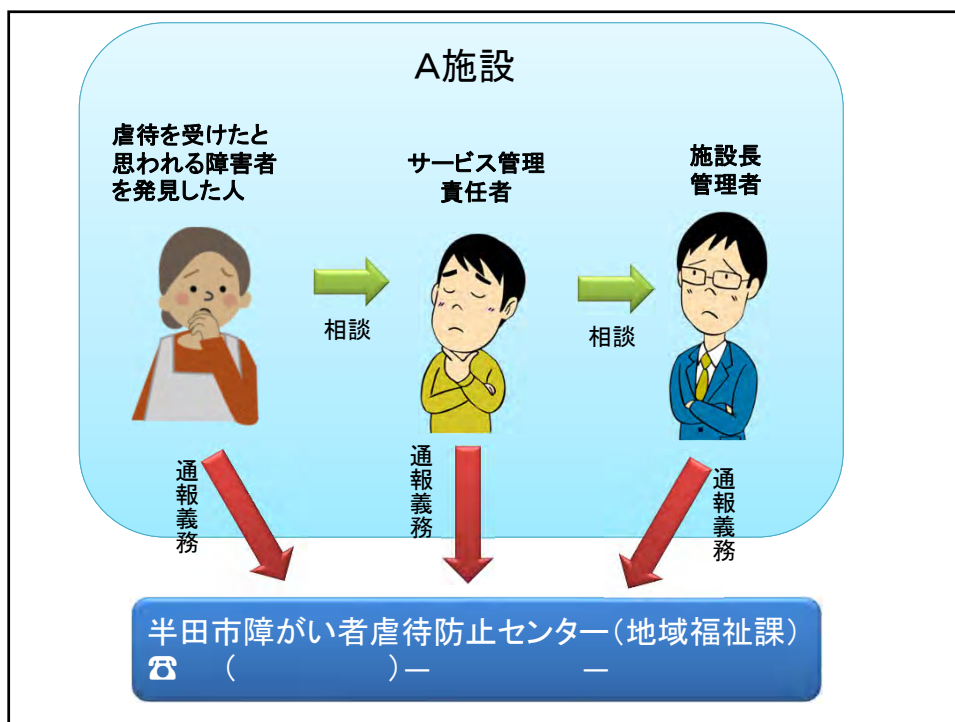 A施設
虐待を受けたと
思われる障害者
を発見した人
サービス管理
責任者
施設長
管理者
相談
相談
通報義務
通報義務
通報義務
半田市障がい者虐待防止センター（地域福祉課）
☎ （　　　　　）－　　　　　－